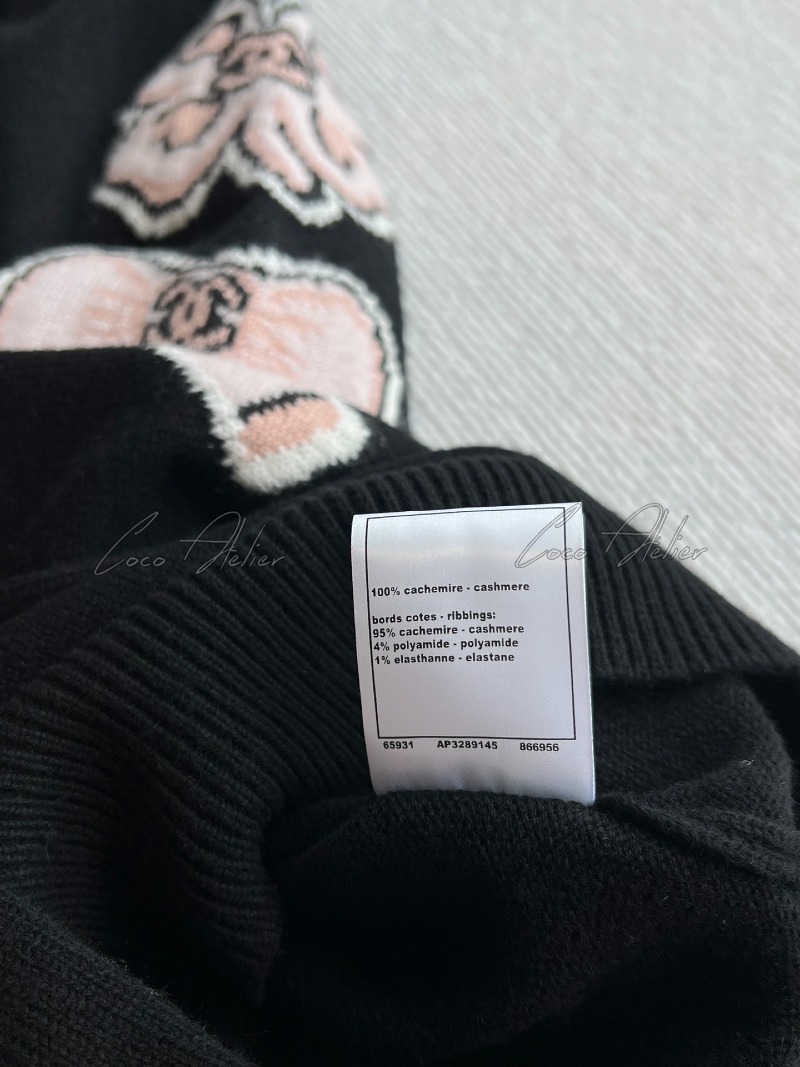 Coco Atelier
Coco Atelier
100% cachemire - cashmere
bords cotes - ribbings:
95% cachemire - cashmere
4% polyamide - polyamide
1% elasthanne - elastane
65931 AP3289145 866956